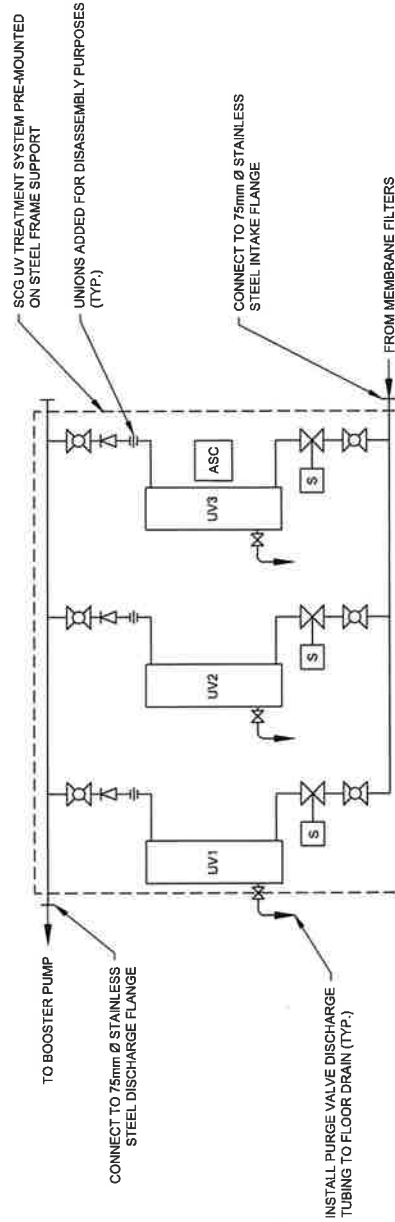 SCG UV TREATMENT SYSTEM PRE-MOUNTED
ON STEEL FRAME SUPPORT
UNIONS ADDED FOR DISASSEMBLY PURPOSES
(TYP.)
TO BOOSTER PUMP
CONNECT TO 75mm Ø STAINLESS
STEEL DISCHARGE FLANGE
UV1
UV2
UV3
ASC
S
S
S
CONNECT TO 75mm Ø STAINLESS
STEEL INTAKE FLANGE
FROM MEMBRANE FILTERS
INSTALL PURGE VALVE DISCHARGE
TUBING TO FLOOR DRAIN (TYP.)